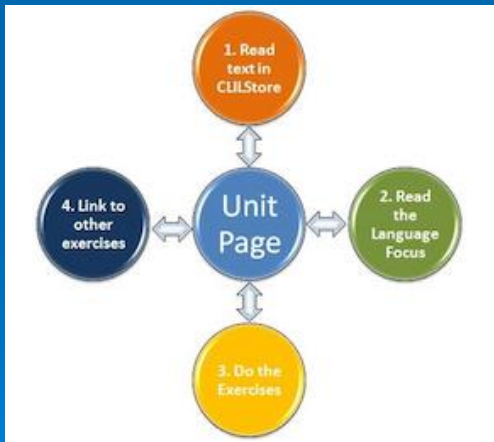 1. Read
text in
CLILStore
4. Link to
other
exercises
Unit
Page
2. Read
the
Language
Focus
3. Do the
Exercises